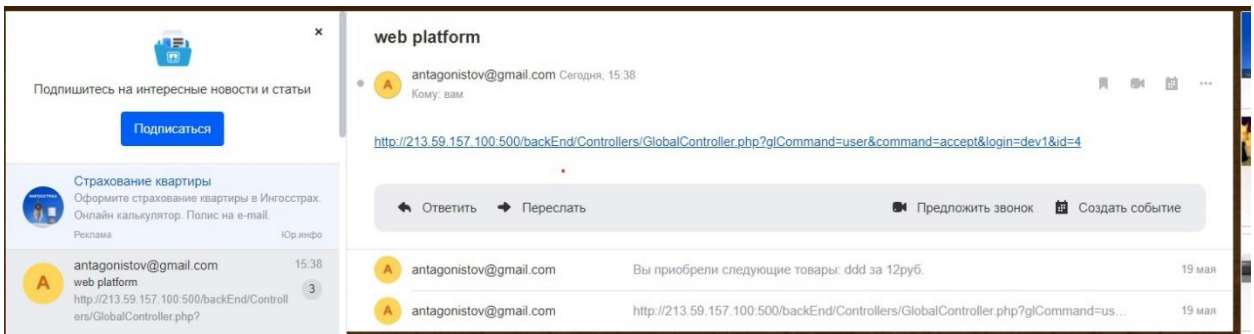 Подпишитесь на интересные новости и статьи
Подписаться
Страхование квартиры
Оформите страхование квартиры в Ингосстрах.
Онлайн калькулятор. Полис на e-mail.
Реклама
Юр.инфо
antagonistov@gmail.com
15:38
web platform
3
http://213.59.157.100:500/backEnd/Controll
ers/GlobalController.php?
web platform
A
antagonistov@gmail.com Сегодня, 15:38
Кому: вам
http://213.59.157.100:500/backEnd/Controllers/GlobalController.php?glCommand=user&command=accept&login=dev1&id=4
Ответить
Переслать
Предложить звонок
Создать событие
A
antagonistov@gmail.com
Вы приобрели следующие товары: ddd за 12руб.
19 мая
A
antagonistov@gmail.com
http://213.59.157.100:500/backEnd/Controllers/GlobalController.php?glCommand=us...
19 мая